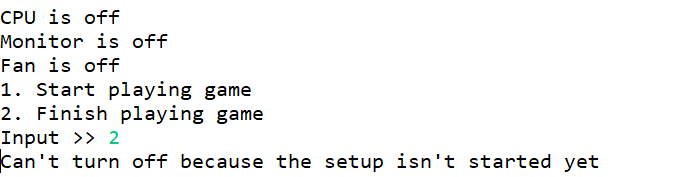 CPU is off
Monitor is off
Fan is off
1. Start playing game
2. Finish playing game
Input >> 2
Can't turn off because the setup isn't started yet